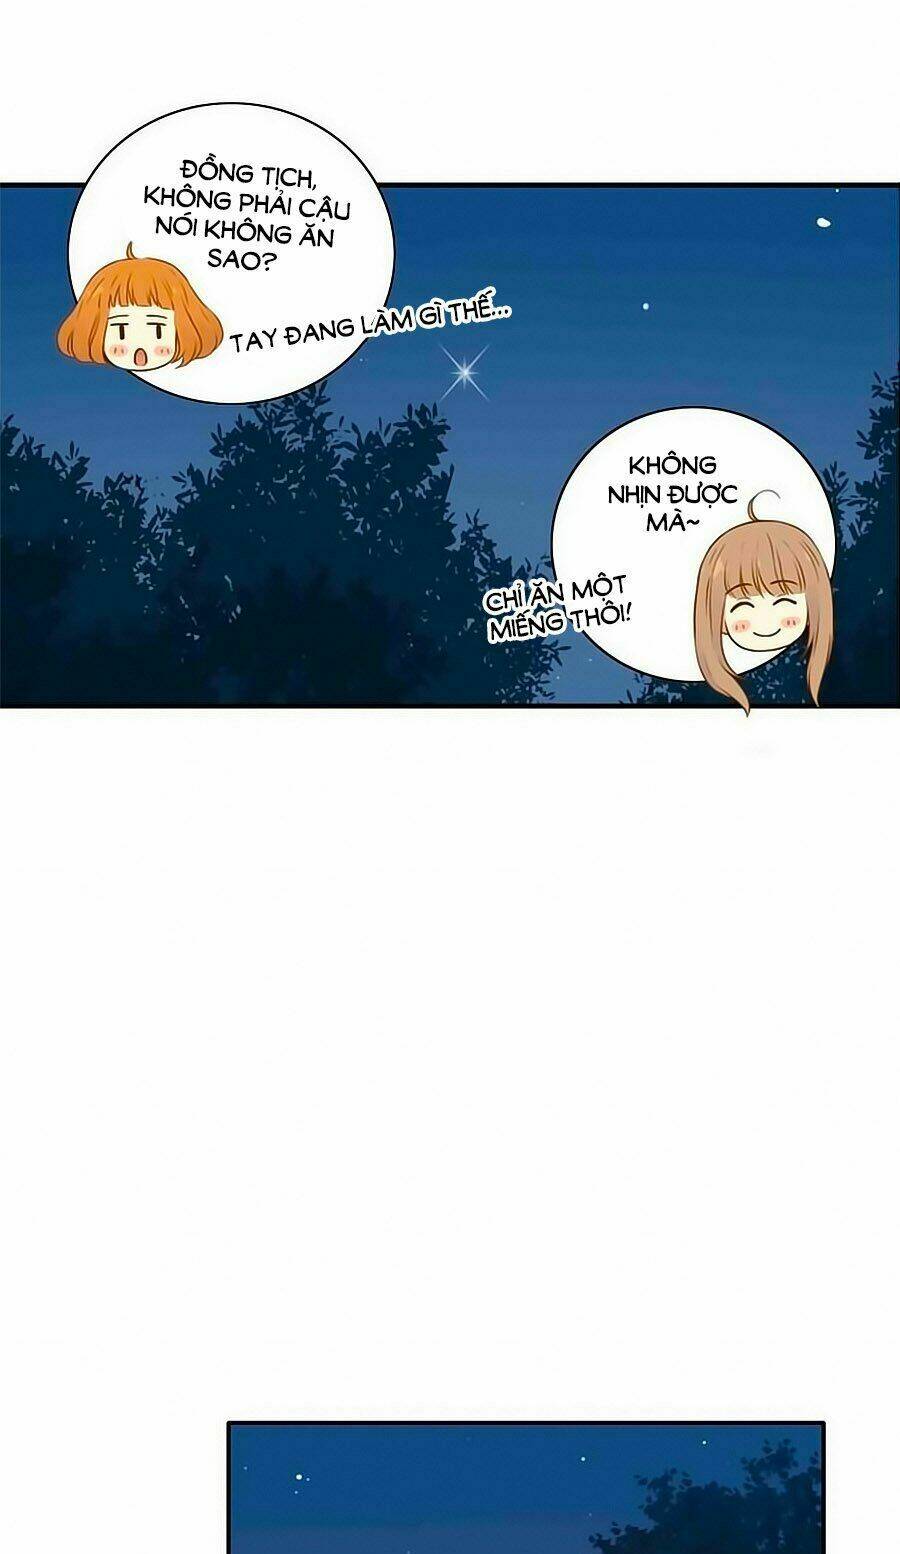 ĐỒNG TỊCH,
KHÔNG PHẢI CẬU
NÓI KHÔNG ĂN
SAO?
TAY ĐANG LÀM GÌ THẾ...
KHÔNG
NHỊN ĐƯỢC
MÀ~
CHỈ ĂN MỘT
MIẾNG THÔI!